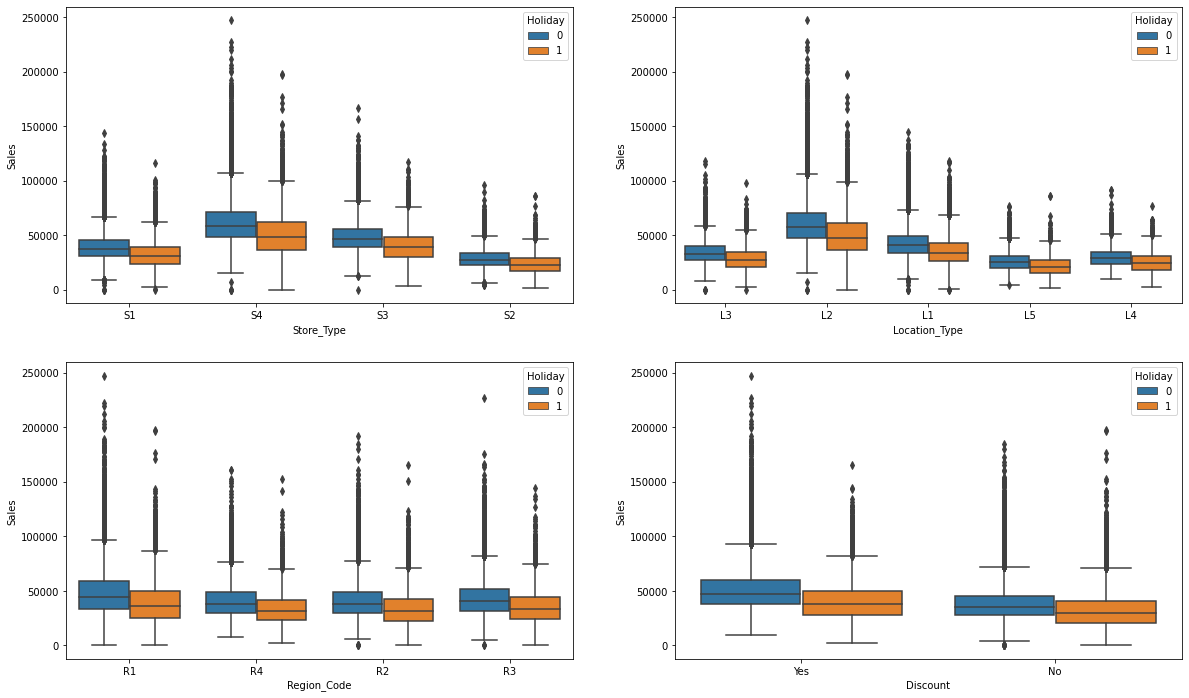 250000
200000
150000
100000
50000
0
Sales
S1
S4
S3
S2
Store_Type
Holiday
0
1
250000
200000
150000
100000
50000
0
Sales
L3
L2
L1
L5
L4
Location_Type
Holiday
0
1
250000
200000
150000
100000
50000
0
Sales
R1
R4
R2
R3
Region_Code
Holiday
0
1
250000
200000
150000
100000
50000
0
Sales
Yes
No
Discount
Holiday
0
1